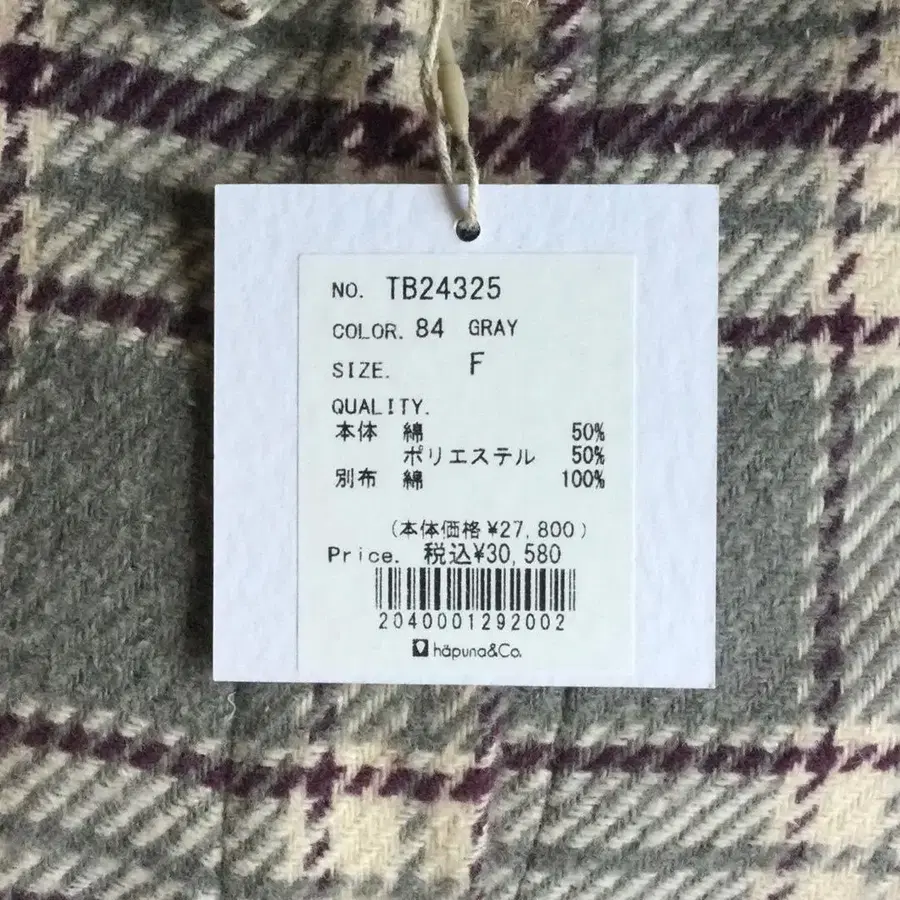 NO. TB24325
COLOR. 84 GRAY
SIZE. F
QUALITY.
本体 綿 50%
ポリエステル 50%
別布 綿 100%
(本体価格¥27,800)
Price. 税込¥30,580
2040001292002
häpuna&Co.